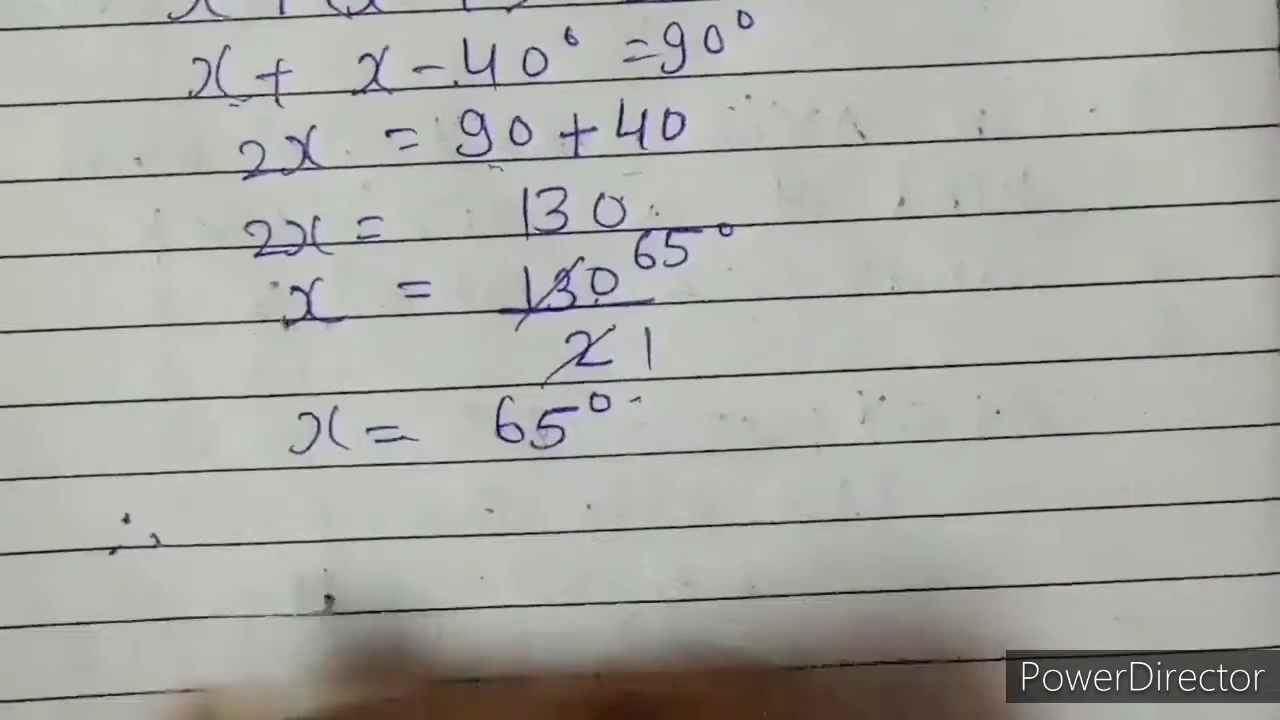 x + x - 40° = 90°
2x = 90 + 40
2x = 130
x = 130 65°
2 1
x = 65°
∴
PowerDirector